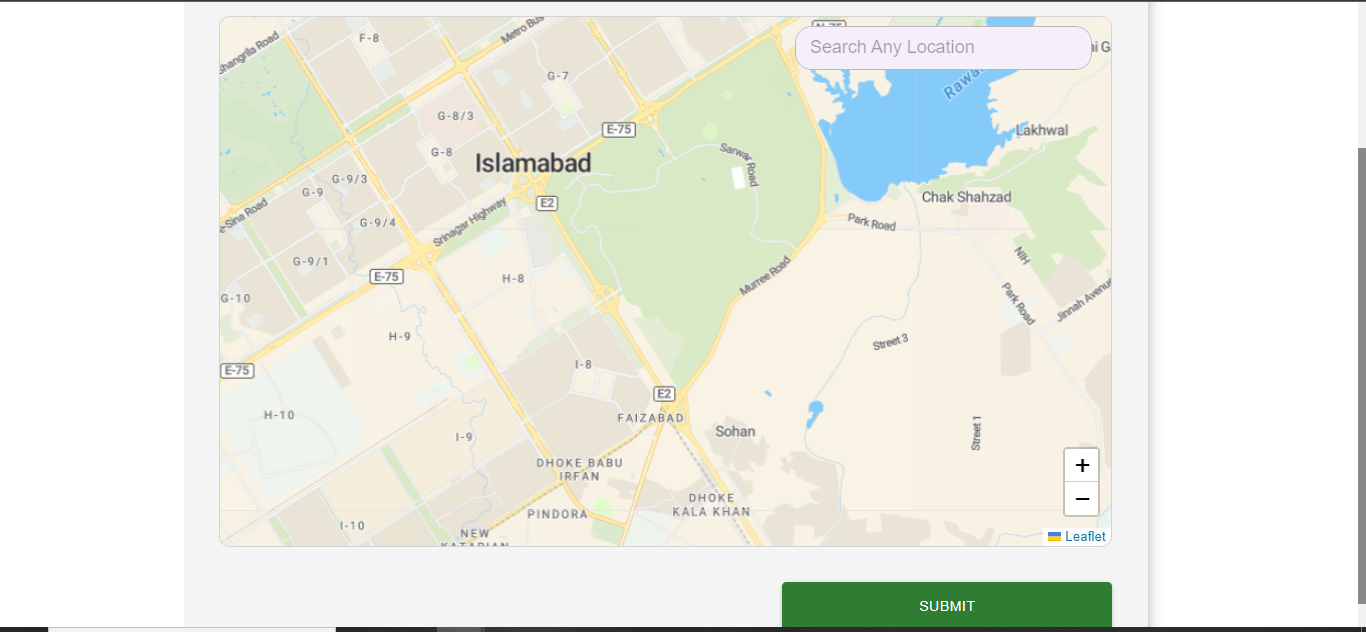 Shangrila Road
F-8
Metro Bus
N-75
Search Any Location
hi G
G-7
Rawa
G-8/3
E-75
Lakhwal
G-8
Islamabad
Sarwar Road
G-9/3
G-9
Chak Shahzad
E2
-Sina Road
Srinagar Highway
G-9/4
Park Road
G-9/1
NIH
E-75
H-8
Murree Road
G-10
Park Road
Jinnah Avenue
H-9
Street 3
E-75
I-8
E2
H-10
FAIZABAD
Sohan
Street 1
I-9
DHOKE BABU
IRFAN
+
−
DHOKE
KALA KHAN
PINDORA
I-10
NEW
KATARIAN
Leaflet
SUBMIT